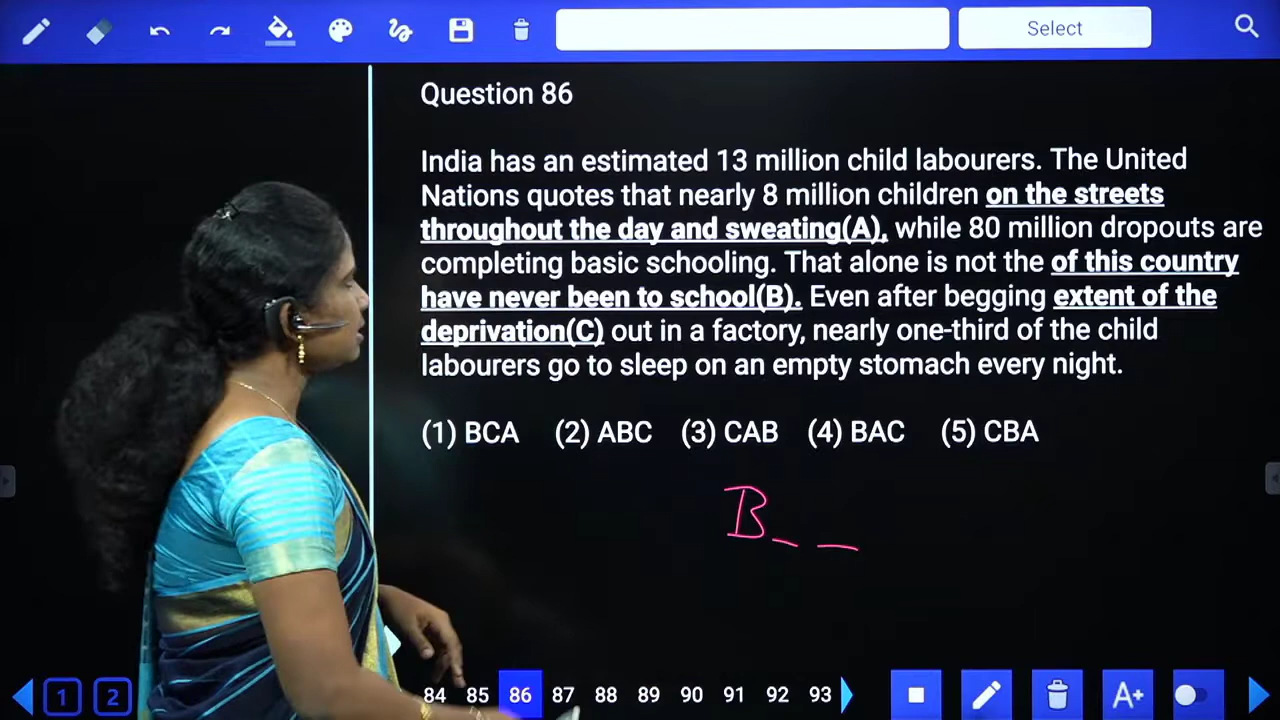 Select
Question 86
India has an estimated 13 million child labourers. The United
Nations quotes that nearly 8 million children on the streets
throughout the day and sweating(A), while 80 million dropouts are
completing basic schooling. That alone is not the of this country
have never been to school(B). Even after begging extent of the
deprivation(C) out in a factory, nearly one-third of the child
labourers go to sleep on an empty stomach every night.
(1) BCA (2) ABC (3) CAB (4) BAC (5) CBA
B _ _
1 2 84 85 86 87 88 89 90 91 92 93 A+